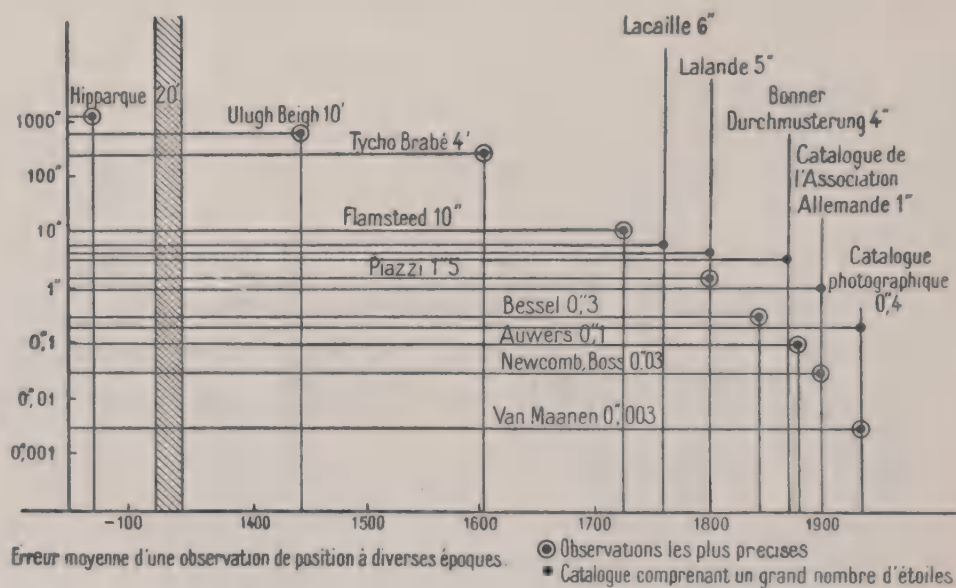 Lacaille 6"
Lalande 5"
Bonner
Durchmusterung 4"
Catalogue de
l'Association
Allemande 1"
Catalogue
photographique
0",4
Hipparque 20'
Ulugh Beigh 10'
Tycho Brahé 4'
Flamsteed 10"
Piazzi 1"5
Bessel 0",3
Auwers 0",1
Newcomb, Boss 0"03
Van Maanen 0",003
1000"
100"
10"
1"
0",1
0",01
0",001
-100
1400
1500
1600
1700
1800
1900
Erreur moyenne d'une observation de position à diverses époques.
Observations les plus precises
Catalogue comprenant un grand nombre d'étoiles